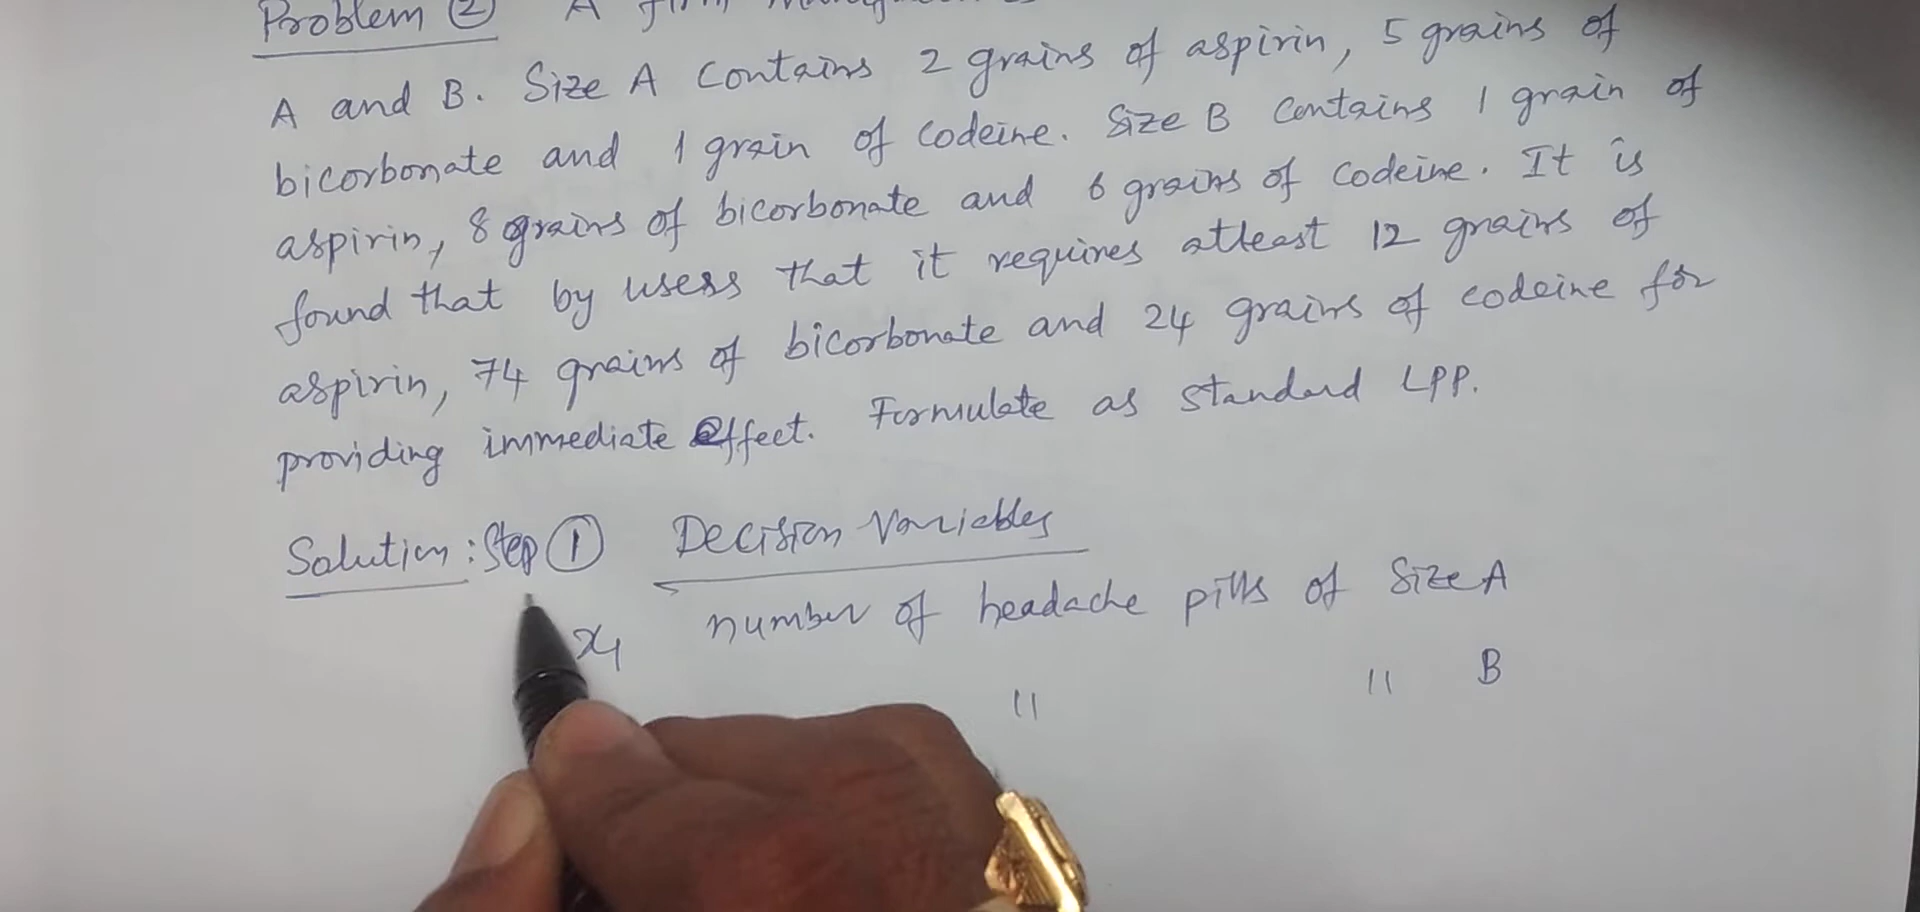 Problem ② A firm
A and B. Size A Contains 2 grains of aspirin, 5 grains of
bicorbonate and 1 grain of codeine. Size B Contains 1 grain of
aspirin, 8 grains of bicorbonate and 6 grains of Codeine. It is
found that by usess that it requires atleast 12 grains of
aspirin, 74 grains of bicorbonate and 24 grains of codeine for
providing immediate effect. Formulate as standard LPP.
Solution: Step ① Decision Variables
x1 number of headache pills of Size A
" " B